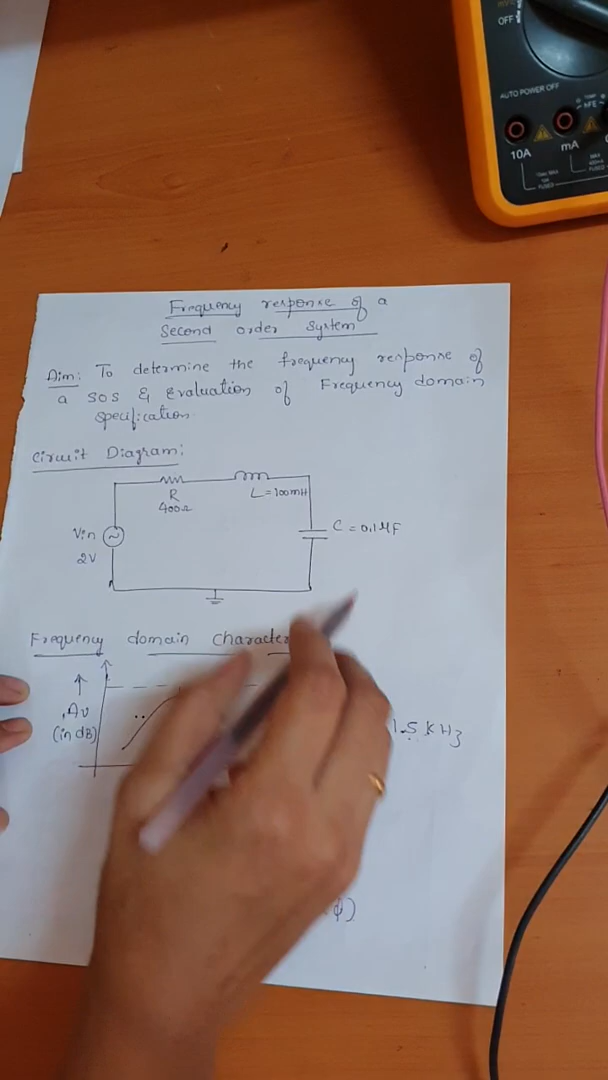 OFF
AUTO POWER OFF
hFE
10A
mA
Frequency response of a
Second order System
Aim: To determine the frequency response of
a SOS & Evaluation of Frequency domain
Specification.
Circuit Diagram:
R
400Ω
L=100mH
Vin
2V
C = 0.1μF
Frequency domain Character
Av
(in dB)
1.5 KHz
φ)